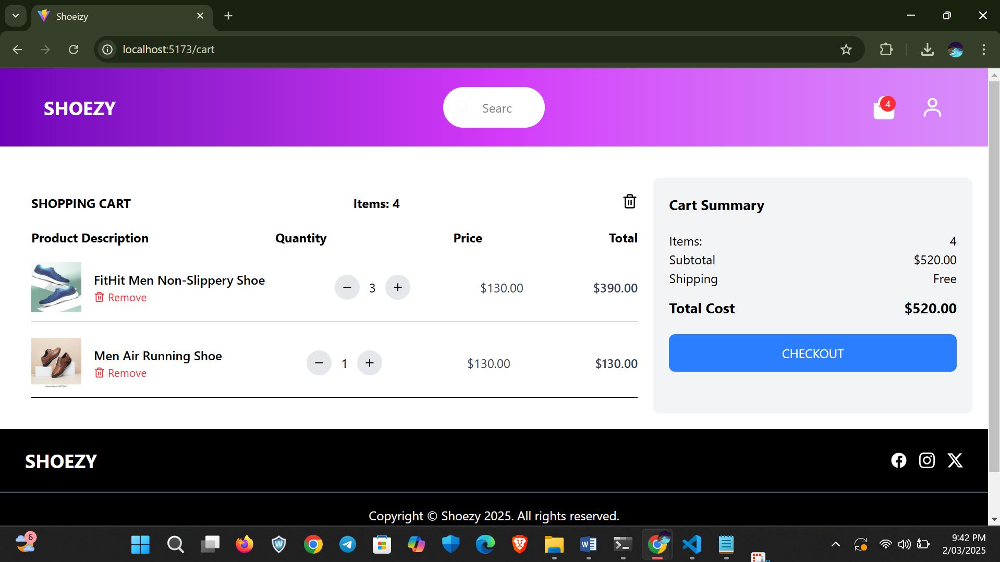 Shoeizy
localhost:5173/cart
SHOEZY
Searc
4
SHOPPING CART
Items: 4
Product Description
Quantity
Price
Total
FitHit Men Non-Slippery Shoe
Remove
3
$130.00
$390.00
Men Air Running Shoe
Remove
1
$130.00
$130.00
Cart Summary
Items:
4
Subtotal
$520.00
Shipping
Free
Total Cost
$520.00
CHECKOUT
SHOEZY
Copyright © Shoezy 2025. All rights reserved.
6
9:42 PM
2/03/2025